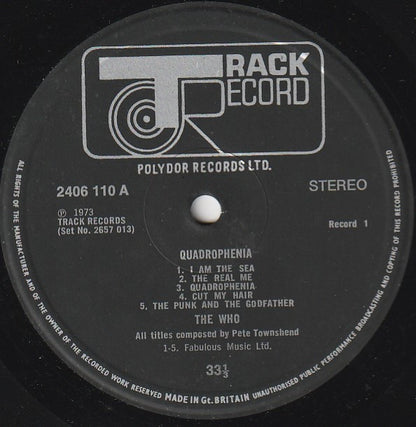 TRACK
RECORD
POLYDOR RECORDS LTD.
2406 110 A
STEREO
℗ 1973
TRACK RECORDS
(Set No. 2657 013)
Record 1
QUADROPHENIA
1. I AM THE SEA
2. THE REAL ME
3. QUADROPHENIA
4. CUT MY HAIR
5. THE PUNK AND THE GODFATHER
THE WHO
All titles composed by Pete Townshend
1-5. Fabulous Music Ltd.
33⅓
ALL RIGHTS OF THE MANUFACTURER AND OF THE OWNER OF THE RECORDED WORK RESERVED MADE IN Gt. BRITAIN UNAUTHORISED PUBLIC PERFORMANCE BROADCASTING AND COPYING OF THIS RECORD PROHIBITED